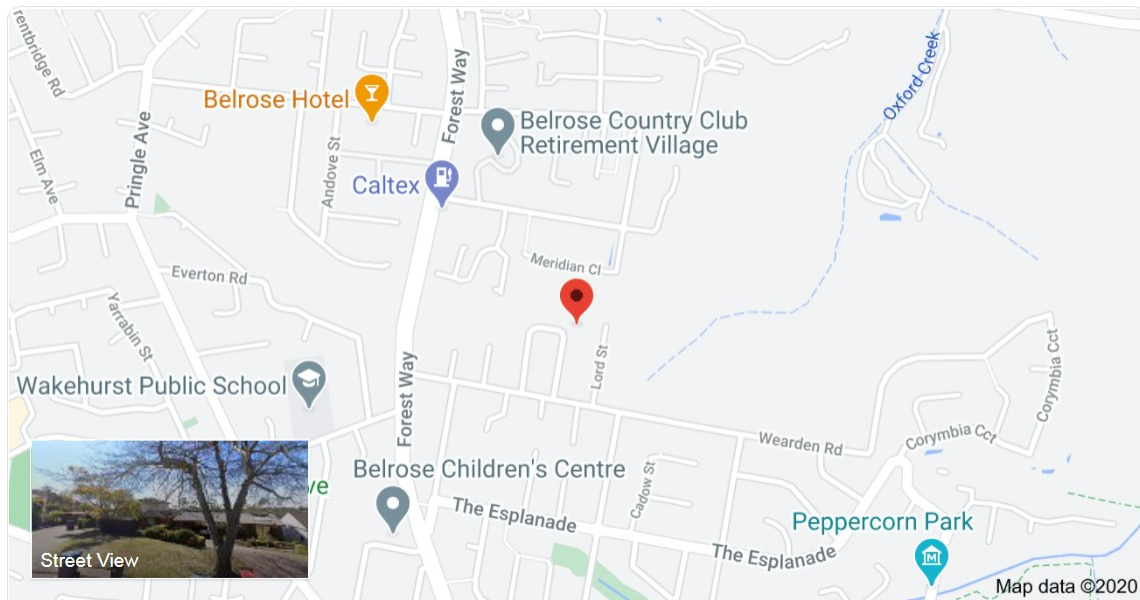 rentbridge Rd
Belrose Hotel
Forest Way
Belrose Country Club
Retirement Village
Oxford Creek
Pringle Ave
Elm Ave
Andove St
Caltex
Meridian Cl
Everton Rd
Yarrabin St
Lord St
Forest Way
Wakehurst Public School
Corymbia Cct
Wearden Rd
Corymbia Cct
Belrose Children's Centre
Cadow St
ve
The Esplanade
Peppercorn Park
The Esplanade
Street View
Map data ©2020